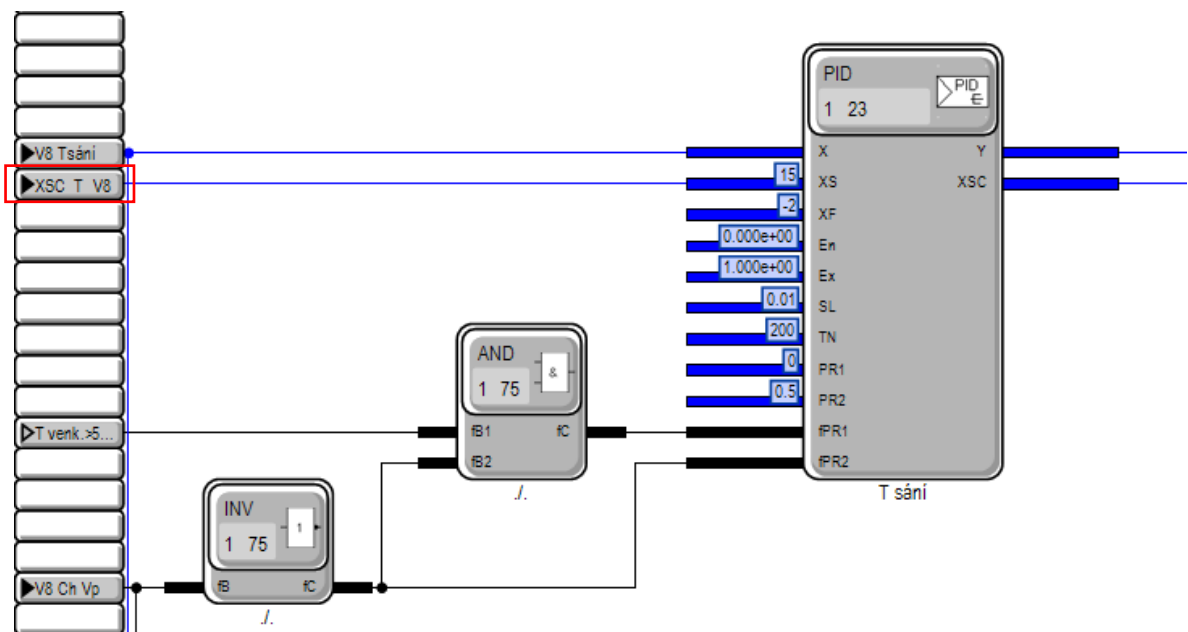 V8 Tsání
XSC T V8
T venk.>5...
V8 Ch Vp
INV
1
1 75
fB fC
./.
AND
&
1 75
fB1 fC
fB2
./.
PID
PID
E
1 23
X Y
15 XS XSC
-2 XF
0.000e+00 En
1.000e+00 Ex
0.01 SL
200 TN
0 PR1
0.5 PR2
fPR1
fPR2
T sání